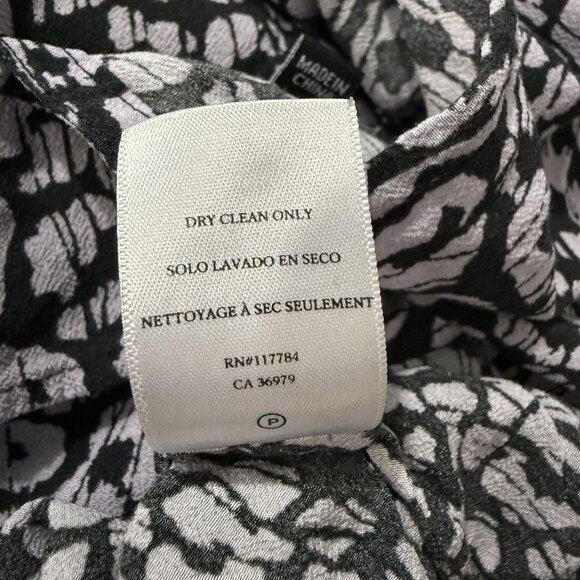 MADE IN
CHINA
DRY CLEAN ONLY
SOLO LAVADO EN SECO
NETTOYAGE À SEC SEULEMENT
RN#117784
CA 36979
P